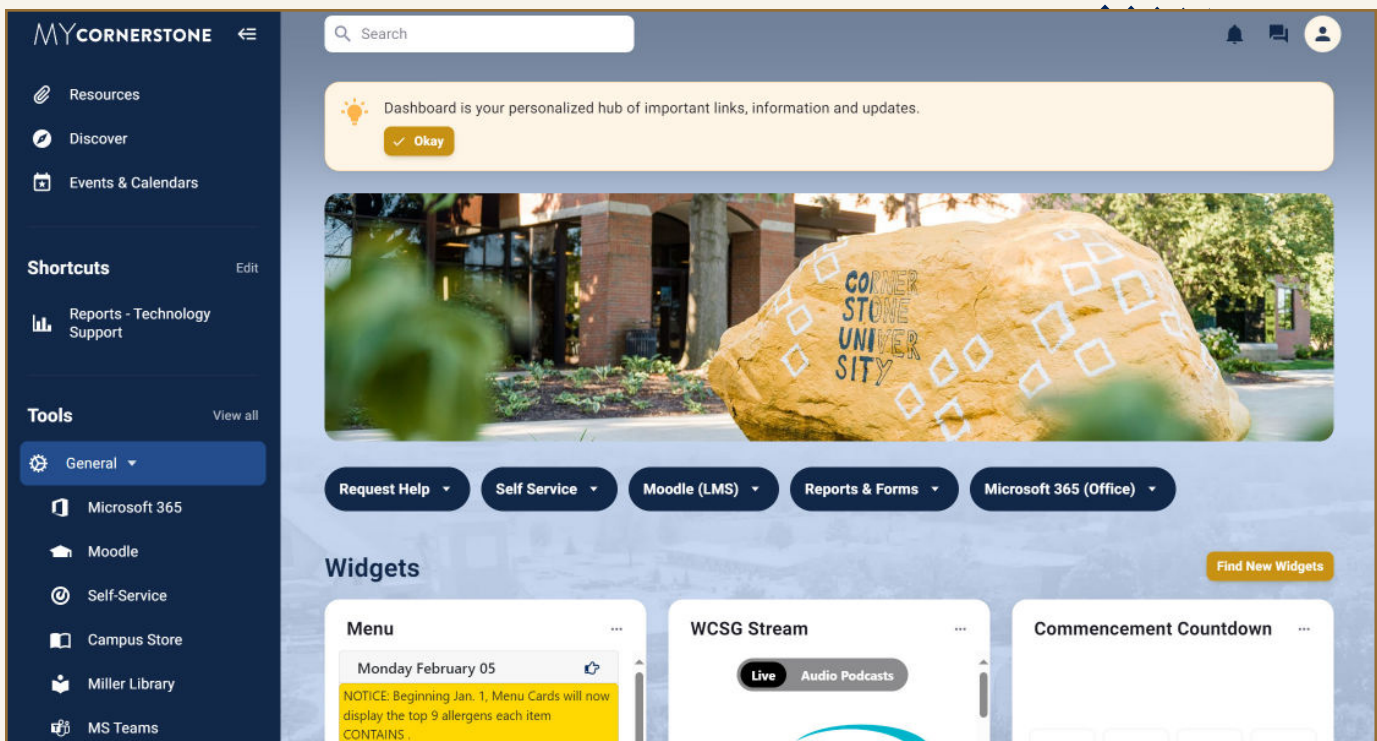 MYCORNERSTONE
Resources
Discover
Events & Calendars
Shortcuts
Edit
Reports - Technology
Support
Tools
View all
General
Microsoft 365
Moodle
Self-Service
Campus Store
Miller Library
MS Teams
Search
Dashboard is your personalized hub of important links, information and updates.
Okay
CORNER
STONE
UNIVER
SITY
Request Help
Self Service
Moodle (LMS)
Reports & Forms
Microsoft 365 (Office)
Widgets
Find New Widgets
Menu
Monday February 05
NOTICE: Beginning Jan. 1, Menu Cards will now
display the top 9 allergens each item
CONTAINS .
WCSG Stream
Live
Audio Podcasts
Commencement Countdown